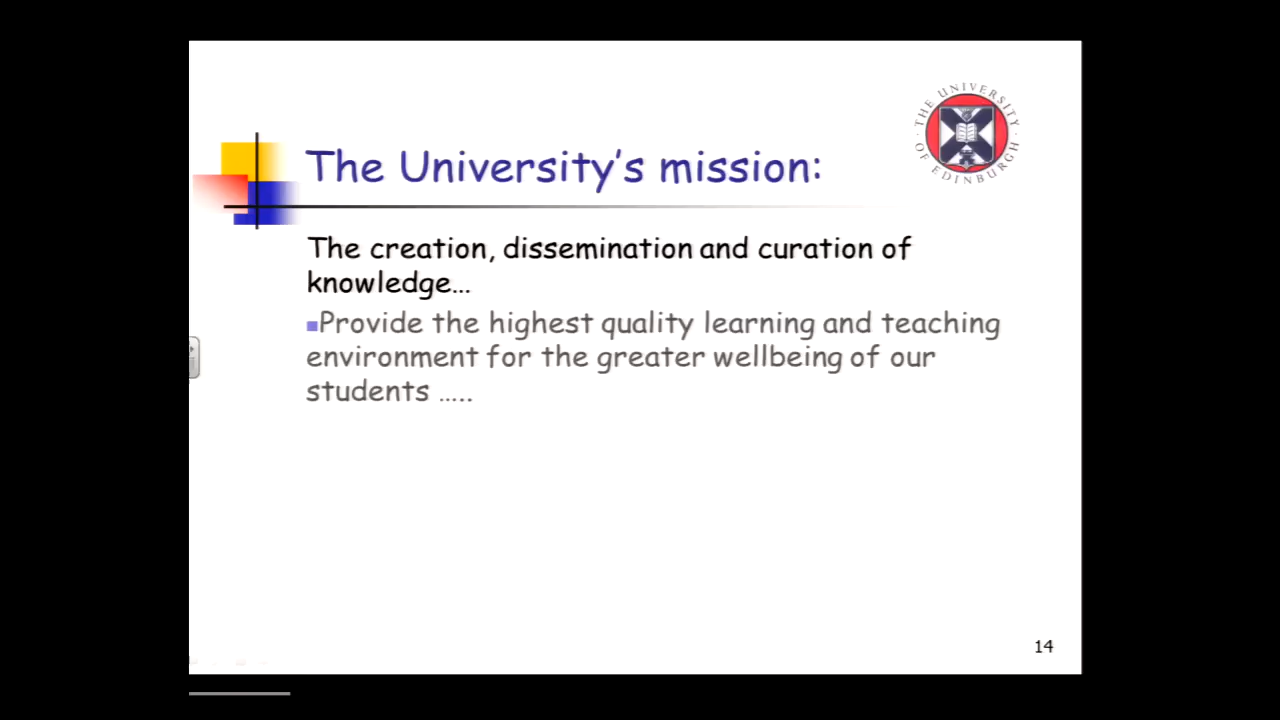 THE UNIVERSITY
OF EDINBURGH
The University's mission:
The creation, dissemination and curation of
knowledge…
Provide the highest quality learning and teaching
environment for the greater wellbeing of our
students …..
14